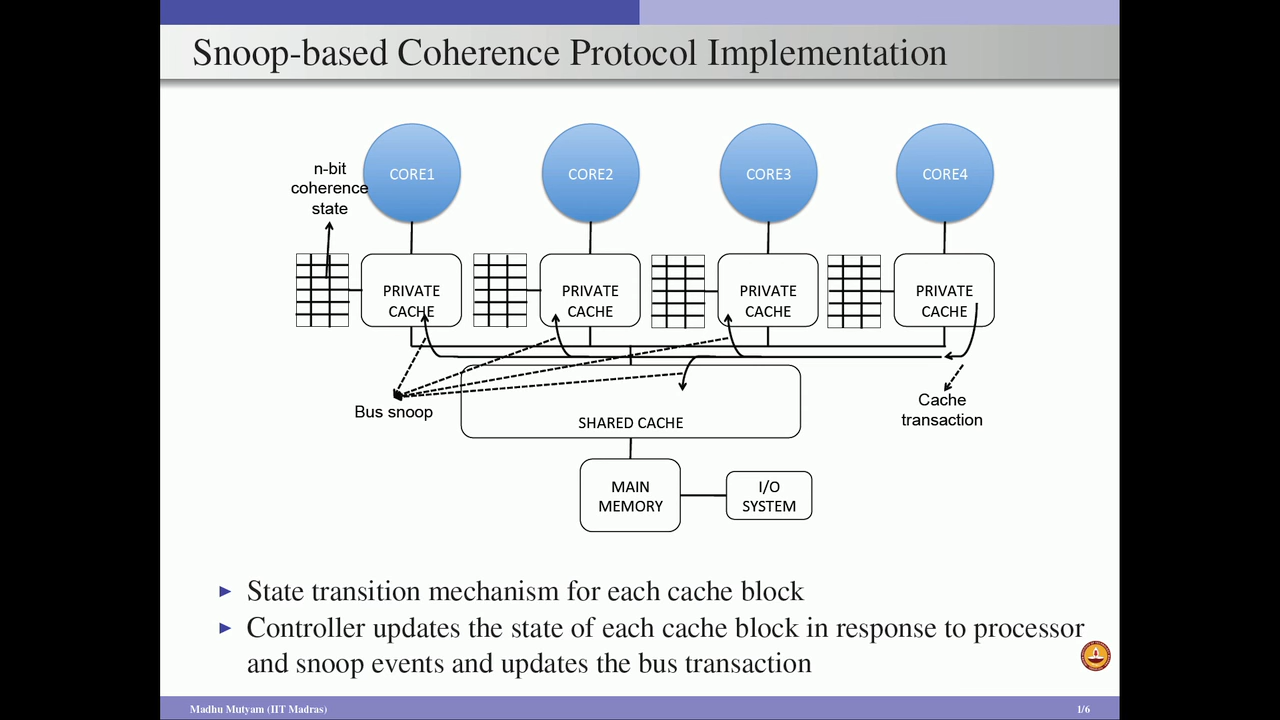 Snoop-based Coherence Protocol Implementation
n-bit
coherence
state
CORE1
CORE2
CORE3
CORE4
PRIVATE
CACHE
PRIVATE
CACHE
PRIVATE
CACHE
PRIVATE
CACHE
Bus snoop
Cache
transaction
SHARED CACHE
MAIN
MEMORY
I/O
SYSTEM
▶ State transition mechanism for each cache block
▶ Controller updates the state of each cache block in response to processor
and snoop events and updates the bus transaction
Madhu Mutyam (IIT Madras)
1/6